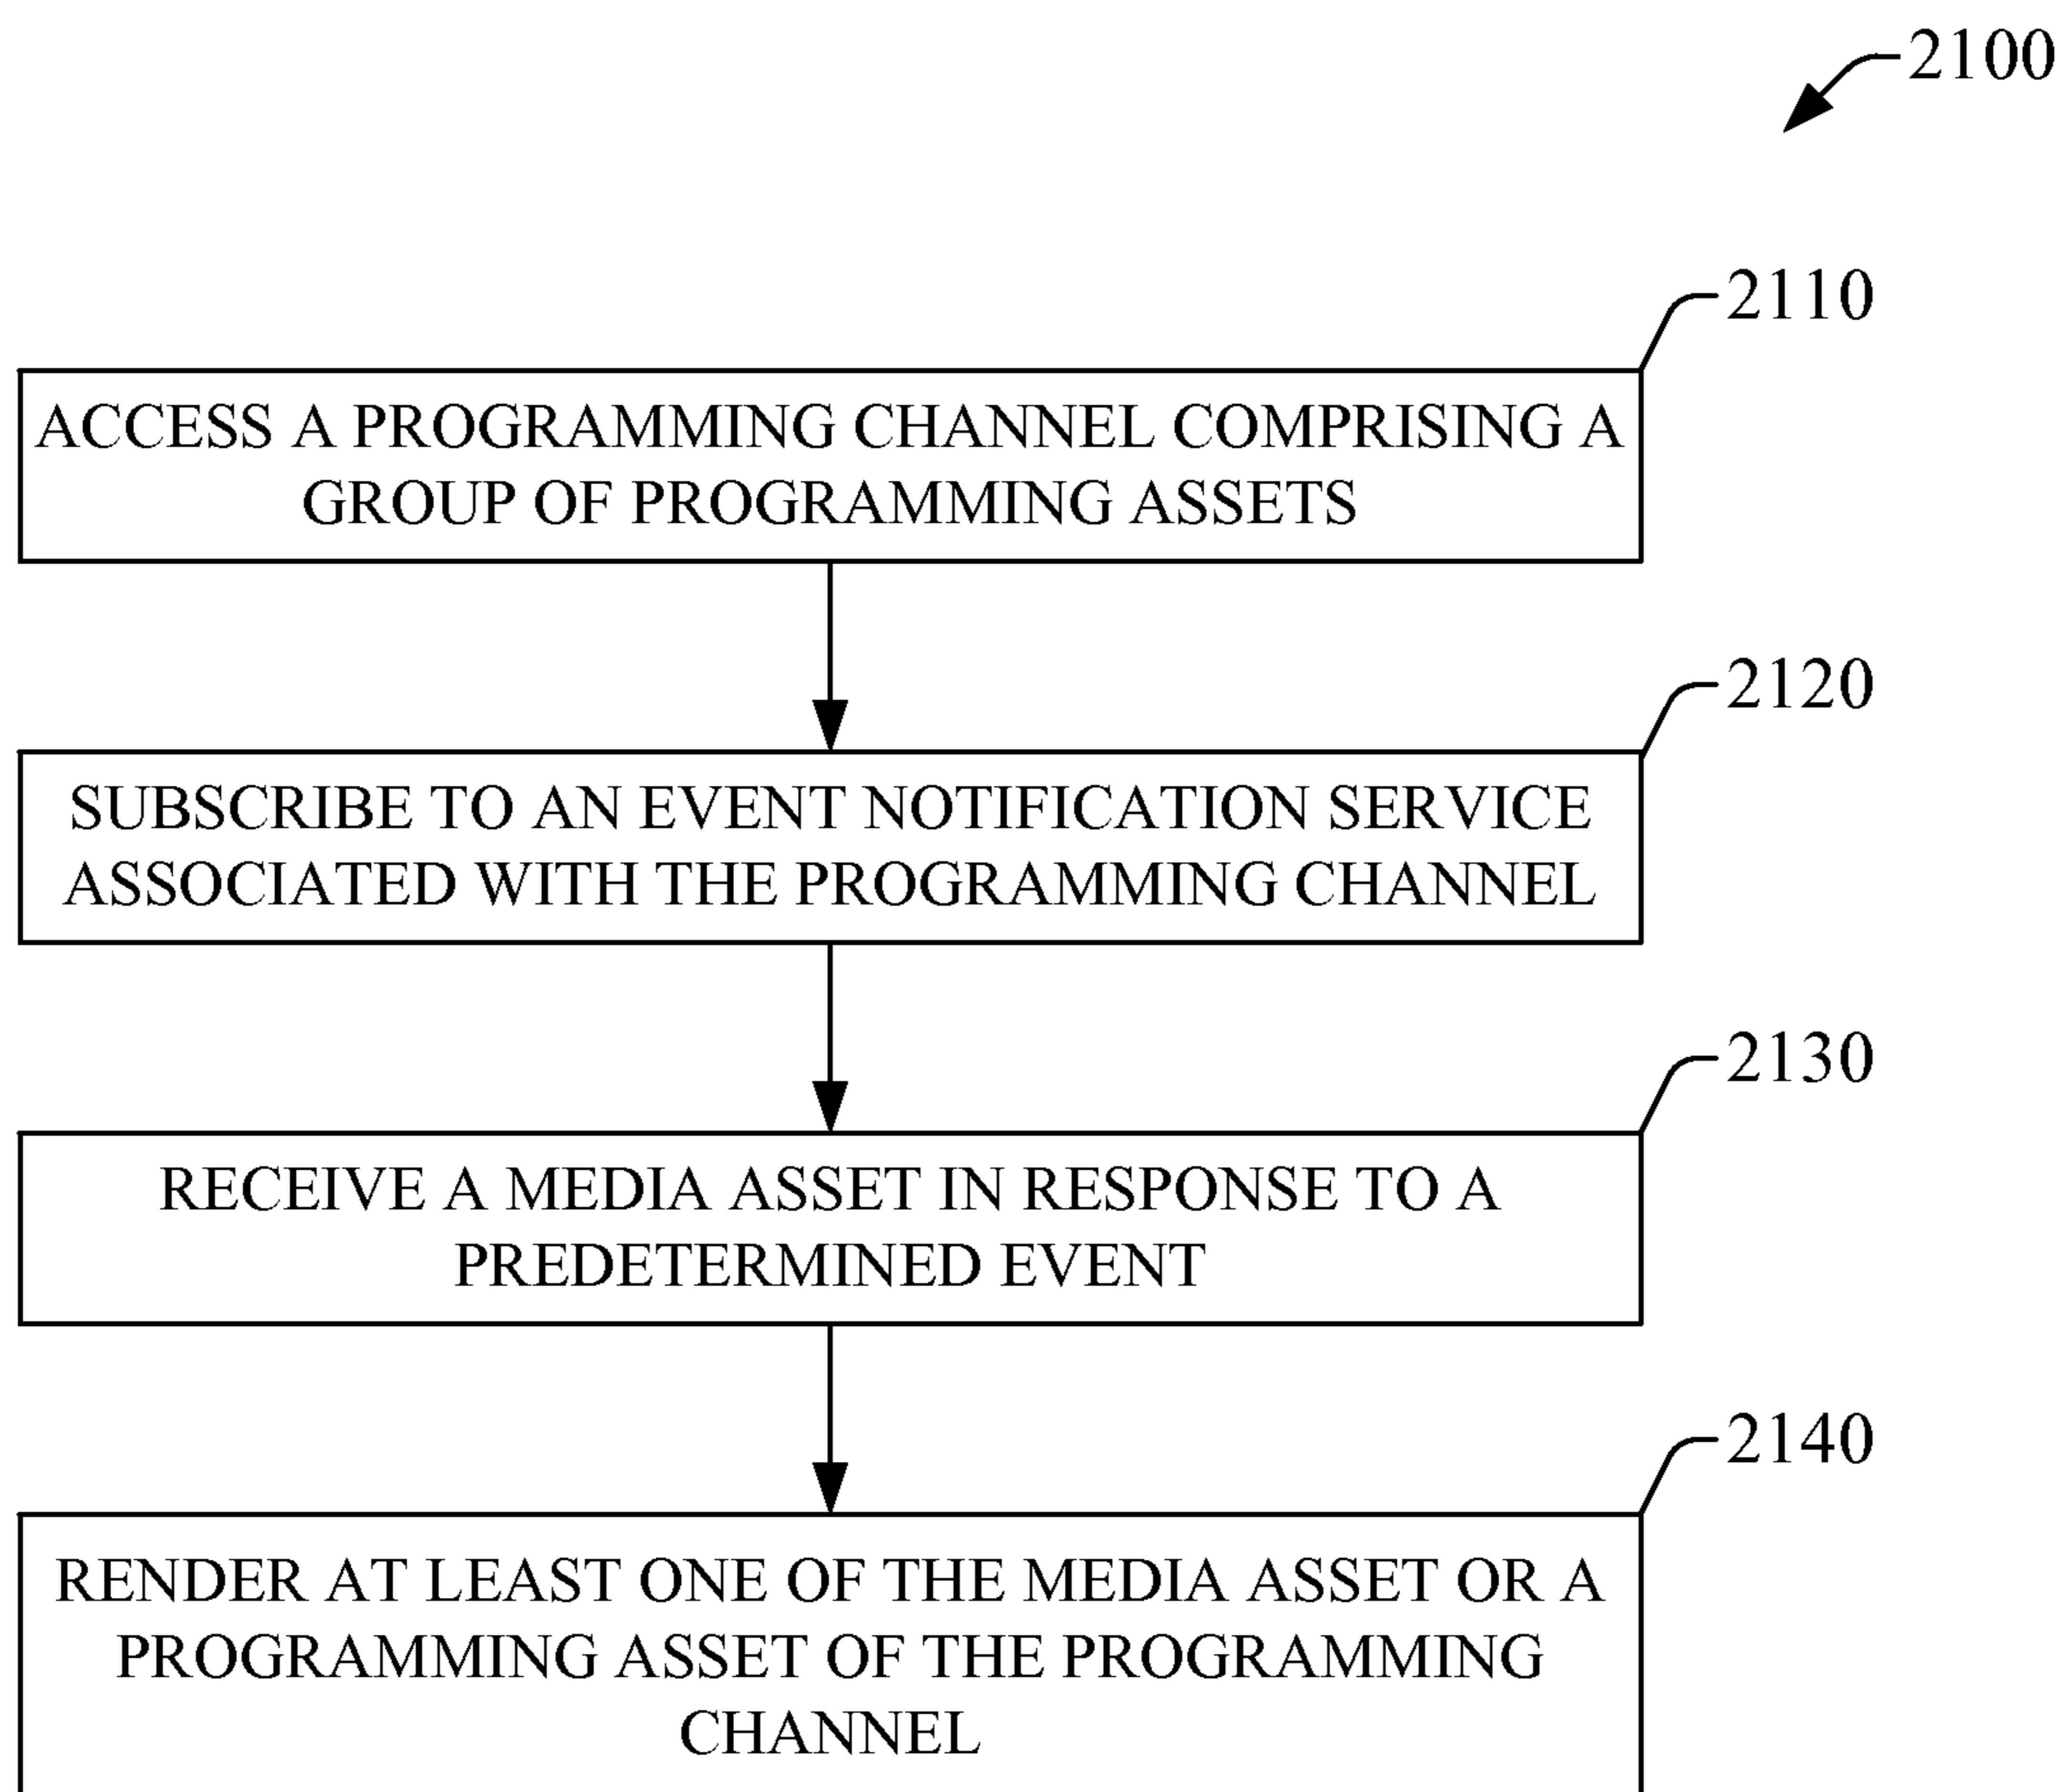 2100
2110
ACCESS A PROGRAMMING CHANNEL COMPRISING A
GROUP OF PROGRAMMING ASSETS
2120
SUBSCRIBE TO AN EVENT NOTIFICATION SERVICE
ASSOCIATED WITH THE PROGRAMMING CHANNEL
2130
RECEIVE A MEDIA ASSET IN RESPONSE TO A
PREDETERMINED EVENT
2140
RENDER AT LEAST ONE OF THE MEDIA ASSET OR A
PROGRAMMING ASSET OF THE PROGRAMMING
CHANNEL